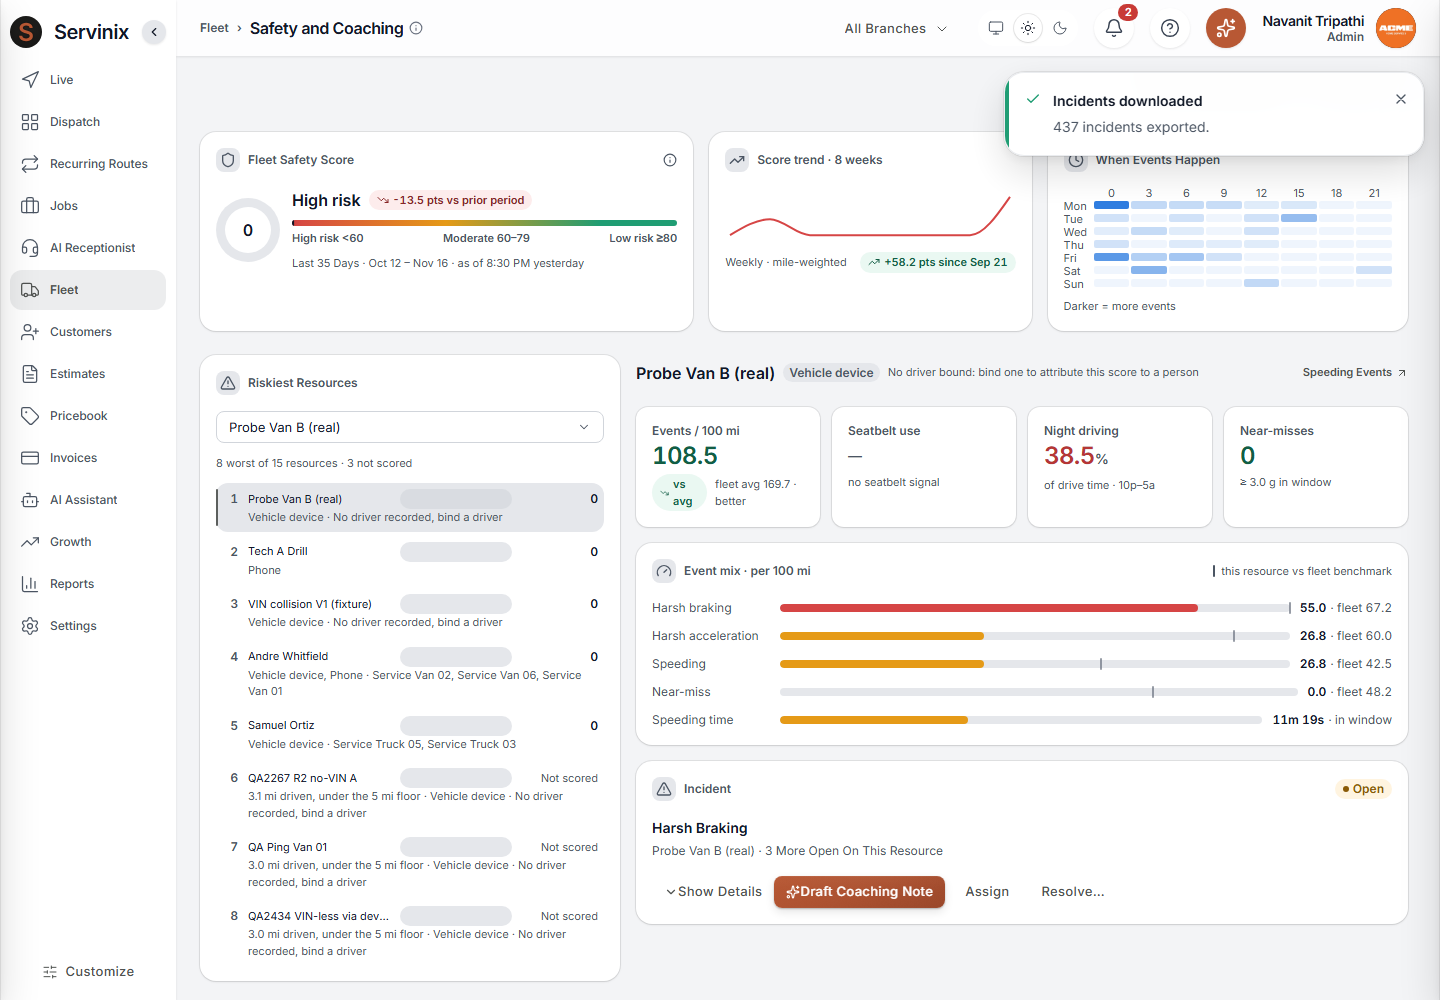 S Servinix
Fleet › Safety and Coaching
All Branches
2
Navanit Tripathi
Admin
ACME
Live
Dispatch
Recurring Routes
Jobs
AI Receptionist
Fleet
Customers
Estimates
Pricebook
Invoices
AI Assistant
Growth
Reports
Settings
Customize
Incidents downloaded
437 incidents exported.
Fleet Safety Score
0
High risk
-13.5 pts vs prior period
High risk <60
Moderate 60–79
Low risk ≥80
Last 35 Days · Oct 12 – Nov 16 · as of 8:30 PM yesterday
Score trend · 8 weeks
Weekly · mile-weighted
+58.2 pts since Sep 21
When Events Happen
0 3 6 9 12 15 18 21
Mon
Tue
Wed
Thu
Fri
Sat
Sun
Darker = more events
Riskiest Resources
Probe Van B (real)
8 worst of 15 resources · 3 not scored
1 Probe Van B (real) 0
Vehicle device · No driver recorded, bind a driver
2 Tech A Drill 0
Phone
3 VIN collision V1 (fixture) 0
Vehicle device · No driver recorded, bind a driver
4 Andre Whitfield 0
Vehicle device, Phone · Service Van 02, Service Van 06, Service
Van 01
5 Samuel Ortiz 0
Vehicle device · Service Truck 05, Service Truck 03
6 QA2267 R2 no-VIN A Not scored
3.1 mi driven, under the 5 mi floor · Vehicle device · No driver
recorded, bind a driver
7 QA Ping Van 01 Not scored
3.0 mi driven, under the 5 mi floor · Vehicle device · No driver
recorded, bind a driver
8 QA2434 VIN-less via dev... Not scored
3.0 mi driven, under the 5 mi floor · Vehicle device · No driver
recorded, bind a driver
Probe Van B (real) Vehicle device No driver bound: bind one to attribute this score to a person
Speeding Events
Events / 100 mi
108.5
vs
avg
fleet avg 169.7 ·
better
Seatbelt use
—
no seatbelt signal
Night driving
38.5%
of drive time · 10p–5a
Near-misses
0
≥ 3.0 g in window
Event mix · per 100 mi
this resource vs fleet benchmark
Harsh braking 55.0 · fleet 67.2
Harsh acceleration 26.8 · fleet 60.0
Speeding 26.8 · fleet 42.5
Near-miss 0.0 · fleet 48.2
Speeding time 11m 19s · in window
Incident
Open
Harsh Braking
Probe Van B (real) · 3 More Open On This Resource
Show Details
Draft Coaching Note
Assign
Resolve...